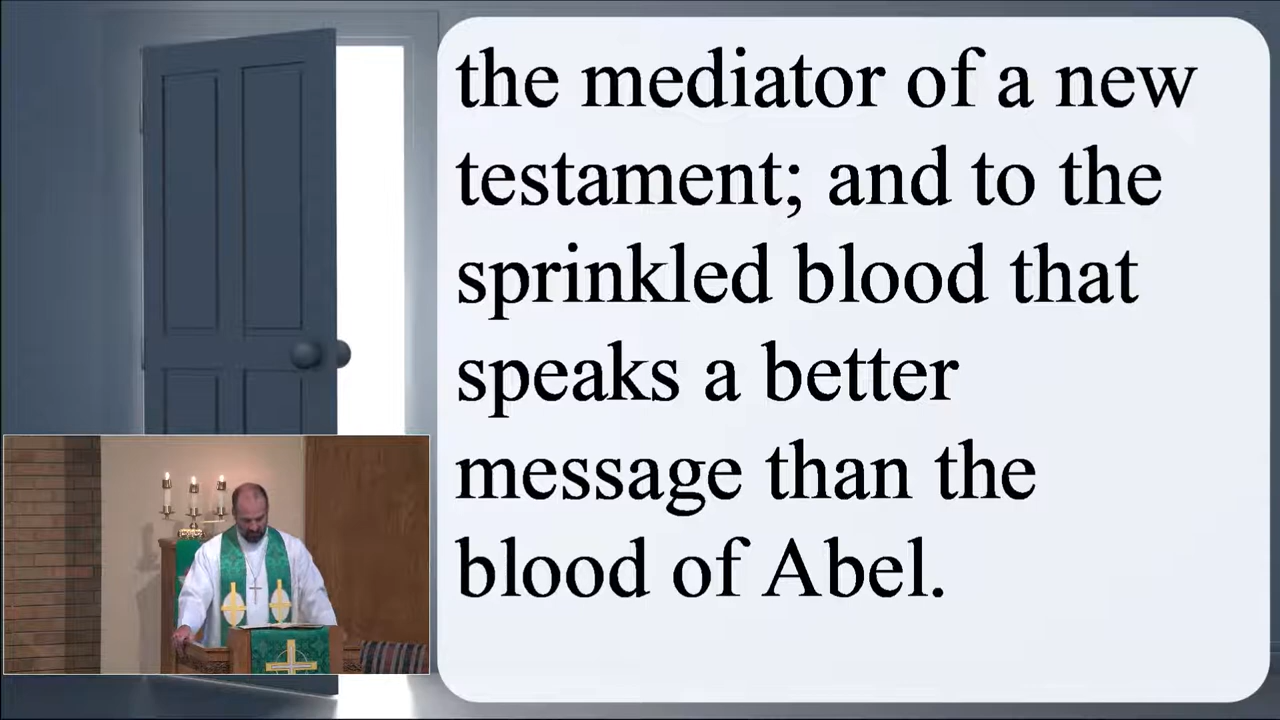 the mediator of a new
testament; and to the
sprinkled blood that
speaks a better
message than the
blood of Abel.